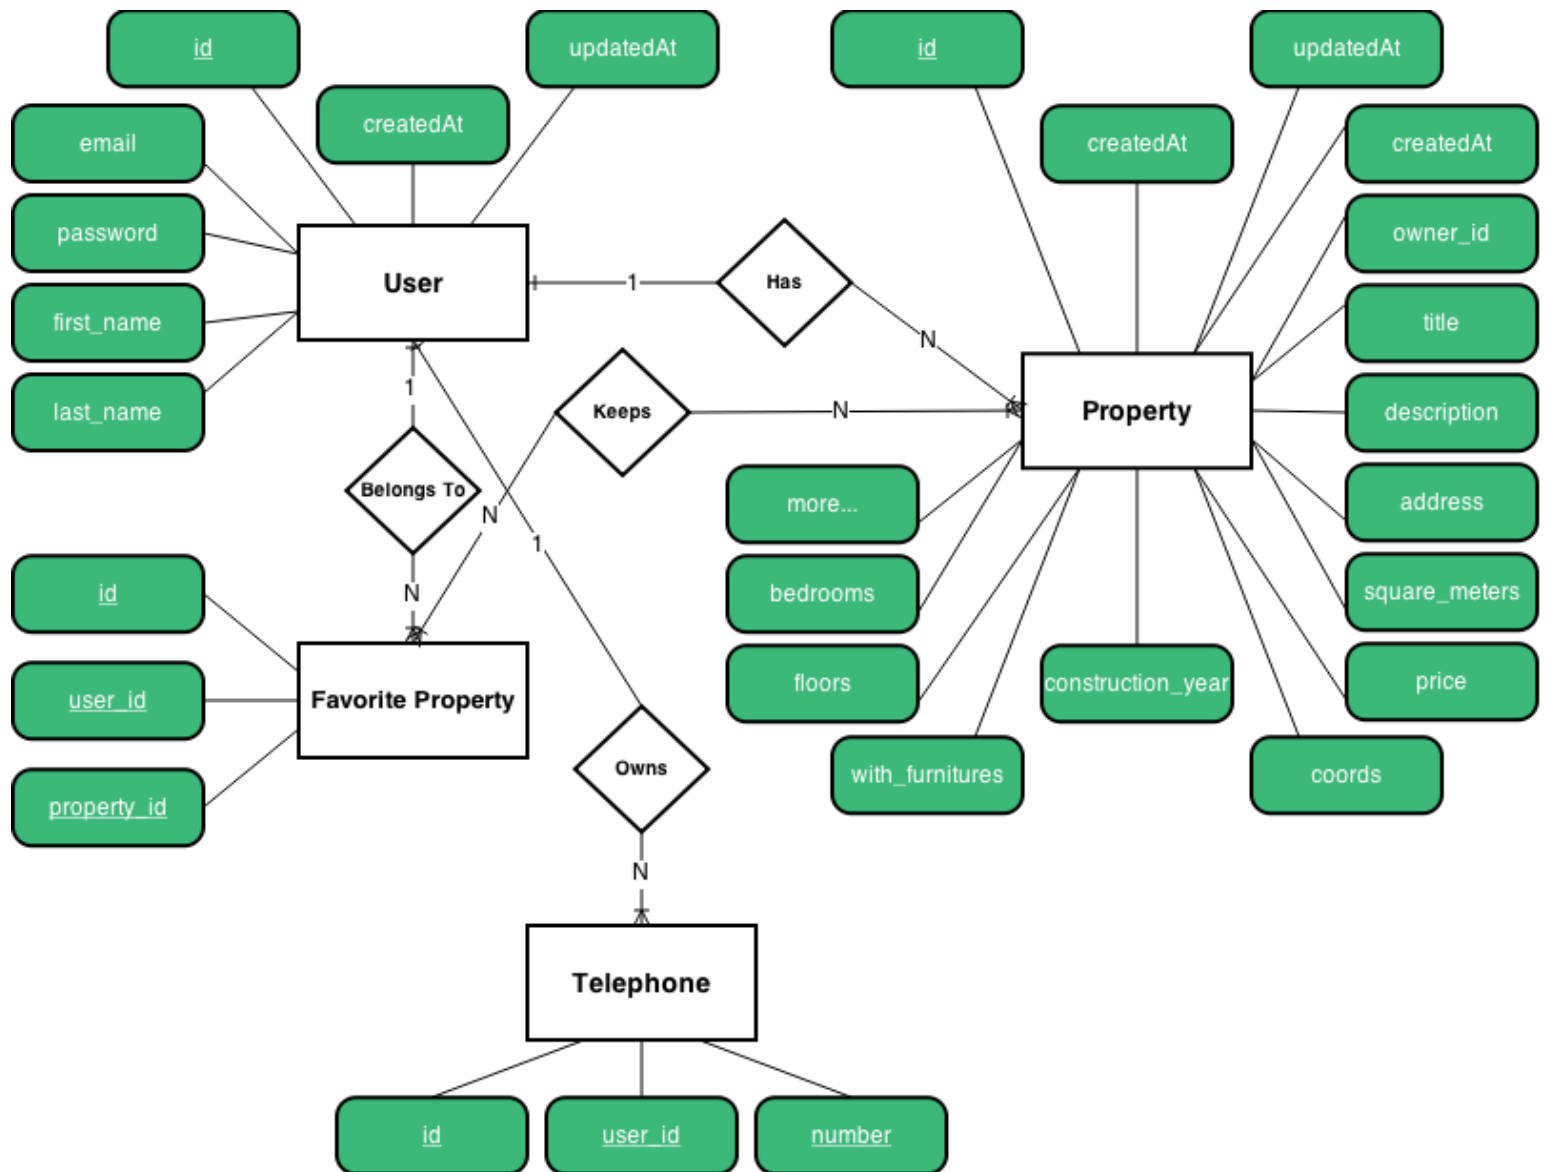 id
updatedAt
id
updatedAt
createdAt
email
createdAt
createdAt
password
owner_id
User
1
Has
first_name
title
N
1
last_name
Keeps
N
Property
description
Belongs To
more...
address
N
1
id
N
bedrooms
square_meters
user_id
Favorite Property
floors
construction_year
price
Owns
with_furnitures
coords
property_id
N
Telephone
id
user_id
number